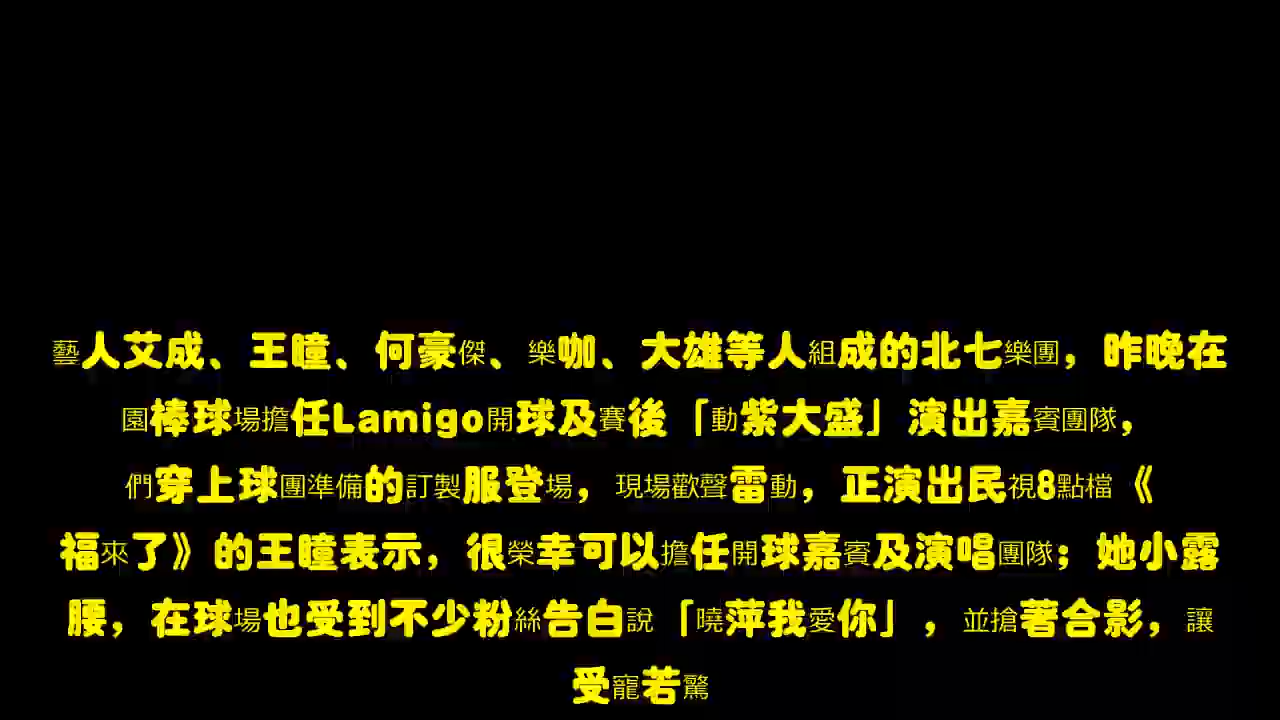 藝人艾成、王瞳、何豪傑、樂咖、大雄等人組成的北七樂團，昨晚在
園棒球場擔任Lamigo開球及賽後「動紫大盛」演出嘉賓團隊，
們穿上球團準備的訂製服登場，現場歡聲雷動，正演出民視8點檔《
福來了》的王瞳表示，很榮幸可以擔任開球嘉賓及演唱團隊；她小露
腰，在球場也受到不少粉絲告白說「曉萍我愛你」，並搶著合影，讓
受寵若驚